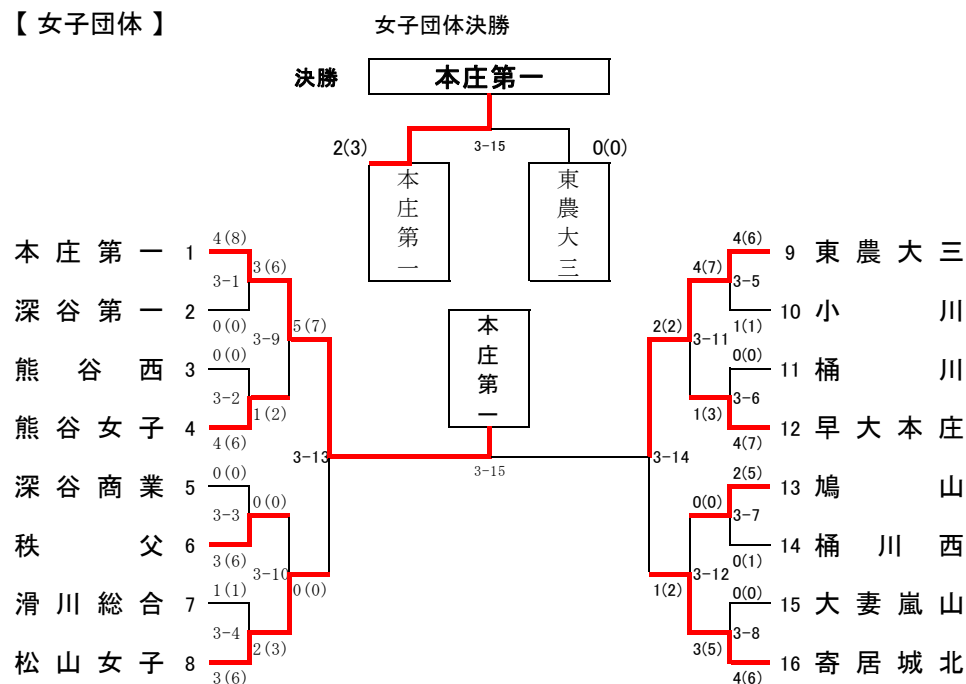 【 女子団体 】
女子団体決勝
決勝
本庄第一
2(3)
3-15
0(0)
本庄第一
東農大三
本庄第一 1
4(8)
3-1
3(6)
深谷第一 2
0(0)
3-9
5(7)
熊谷西 3
0(0)
3-2
1(2)
熊谷女子 4
4(6)
3-13
深谷商業 5
0(0)
3-3
0(0)
秩父 6
3(6)
3-10
0(0)
滑川総合 7
1(1)
3-4
2(3)
松山女子 8
3(6)
本庄第一
3-15
4(6)
9 東農大三
4(7)
3-5
10 小川
1(1)
2(2)
3-11
0(0)
11 桶川
3-6
1(3)
12 早大本庄
4(7)
3-14
2(5)
13 鳩山
0(0)
3-7
14 桶川西
0(1)
3-12
1(2)
0(0)
15 大妻嵐山
3-8
3(5)
16 寄居城北
4(6)